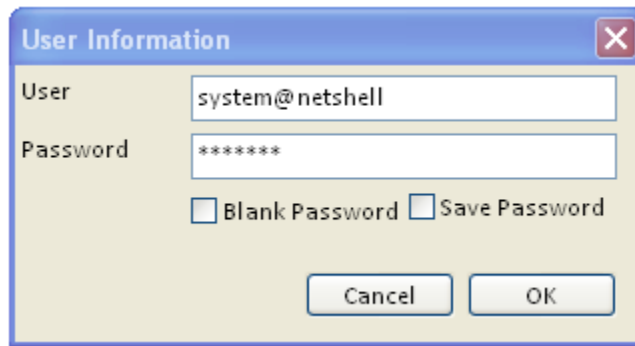 User Information
User
system@netshell
Password
*******
Blank Password
Save Password
Cancel
OK